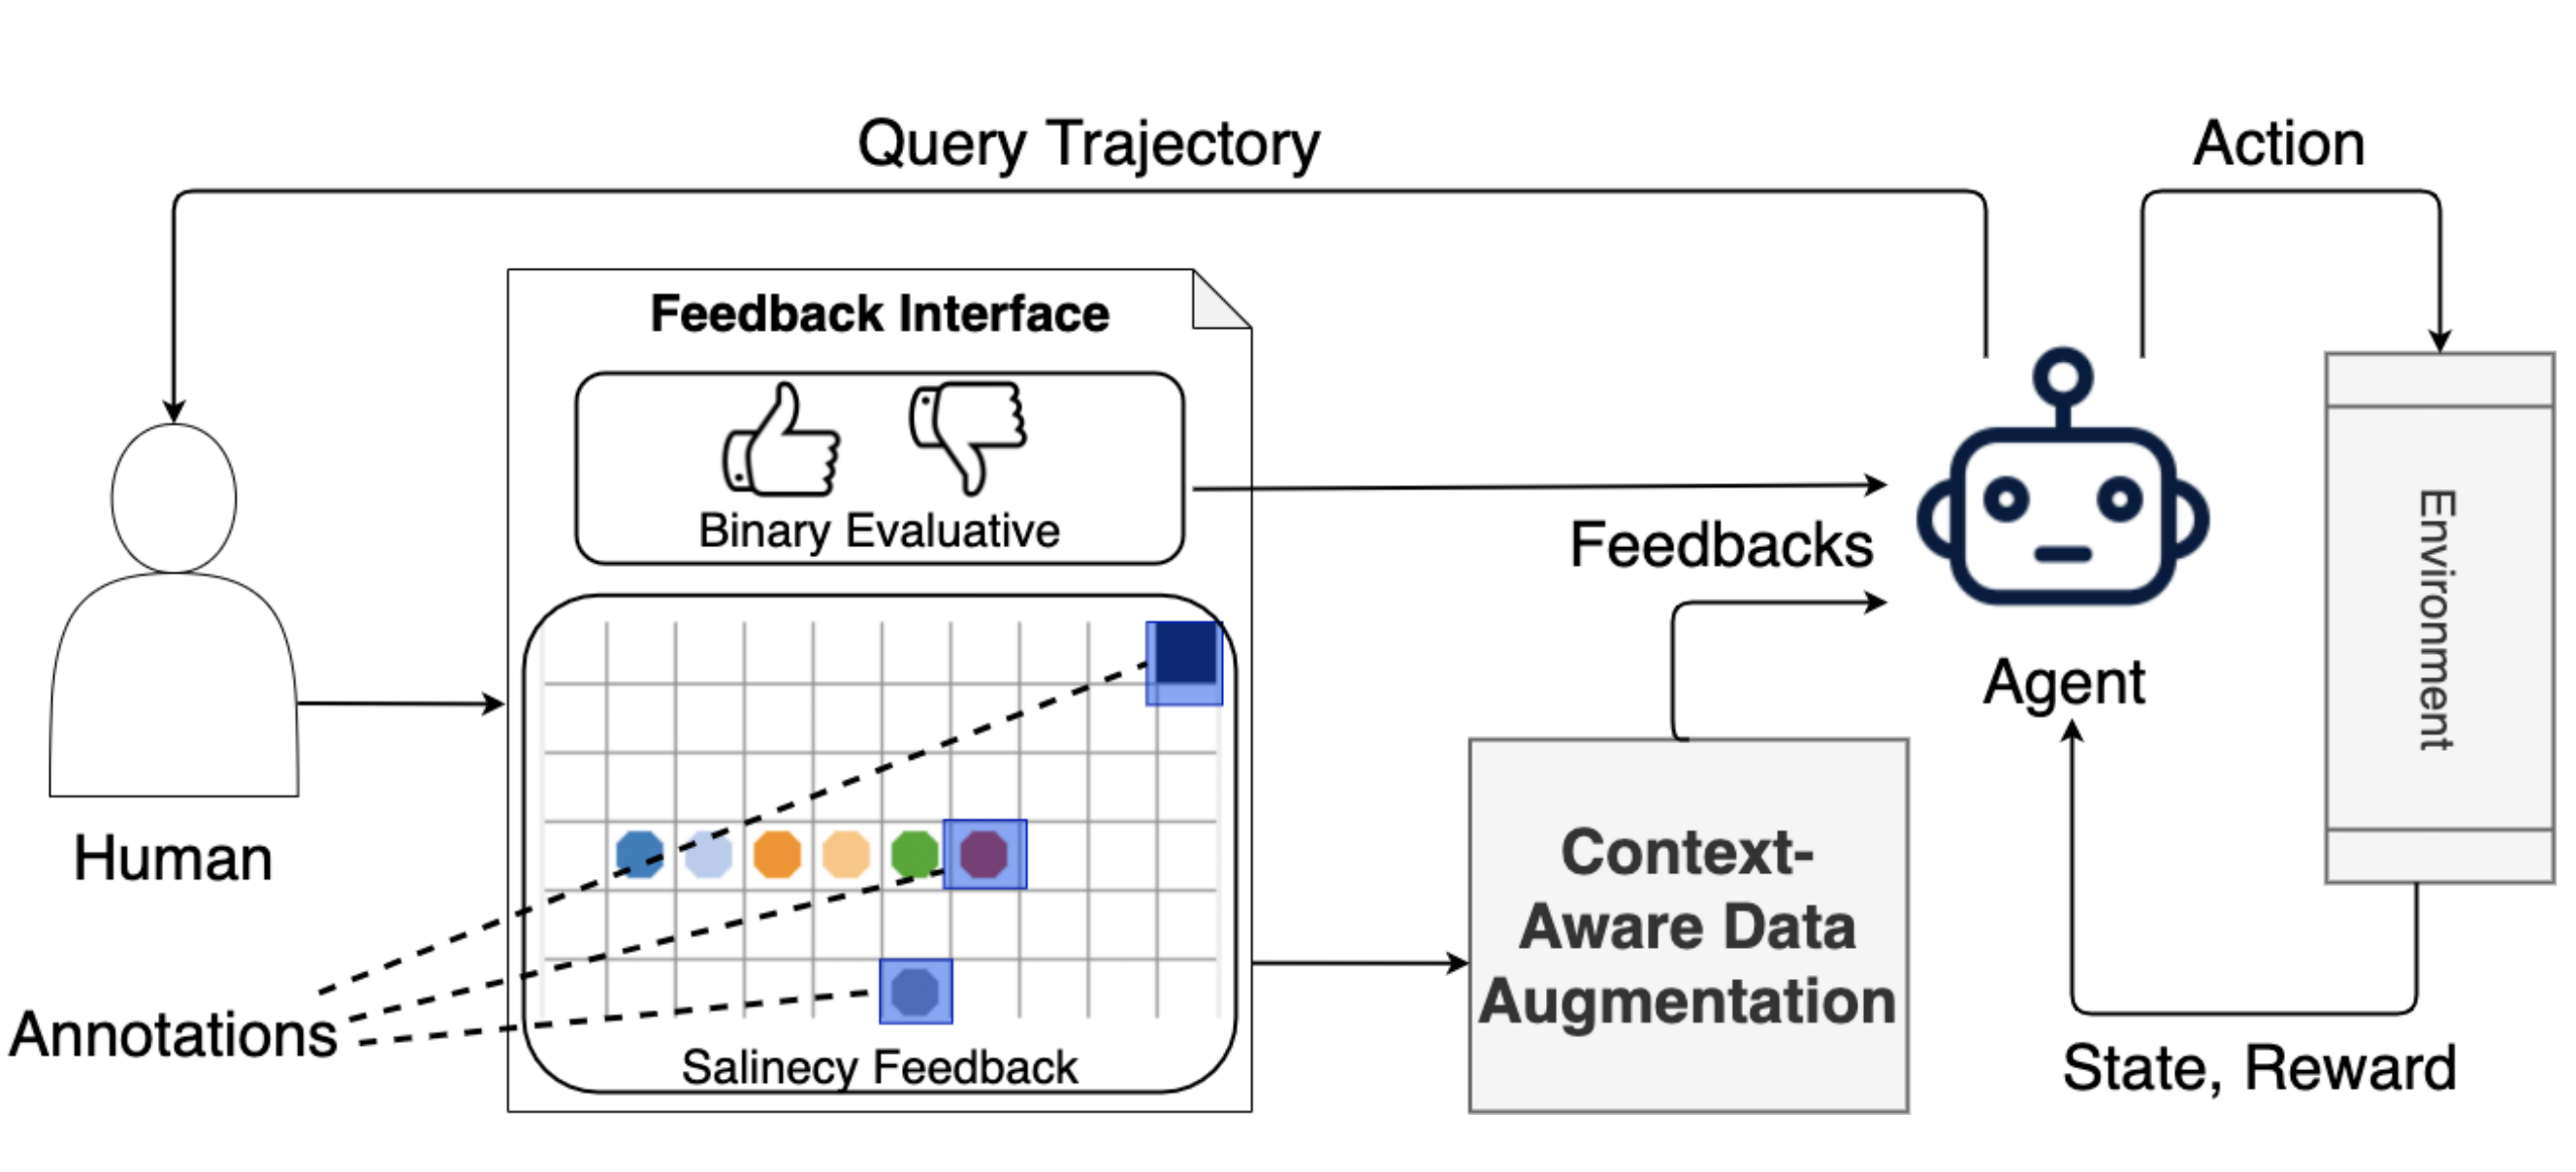 Query Trajectory
Action
Feedback Interface
Binary Evaluative
Feedbacks
Environment
Agent
Human
Context-
Aware Data
Augmentation
Annotations
Salinecy Feedback
State, Reward